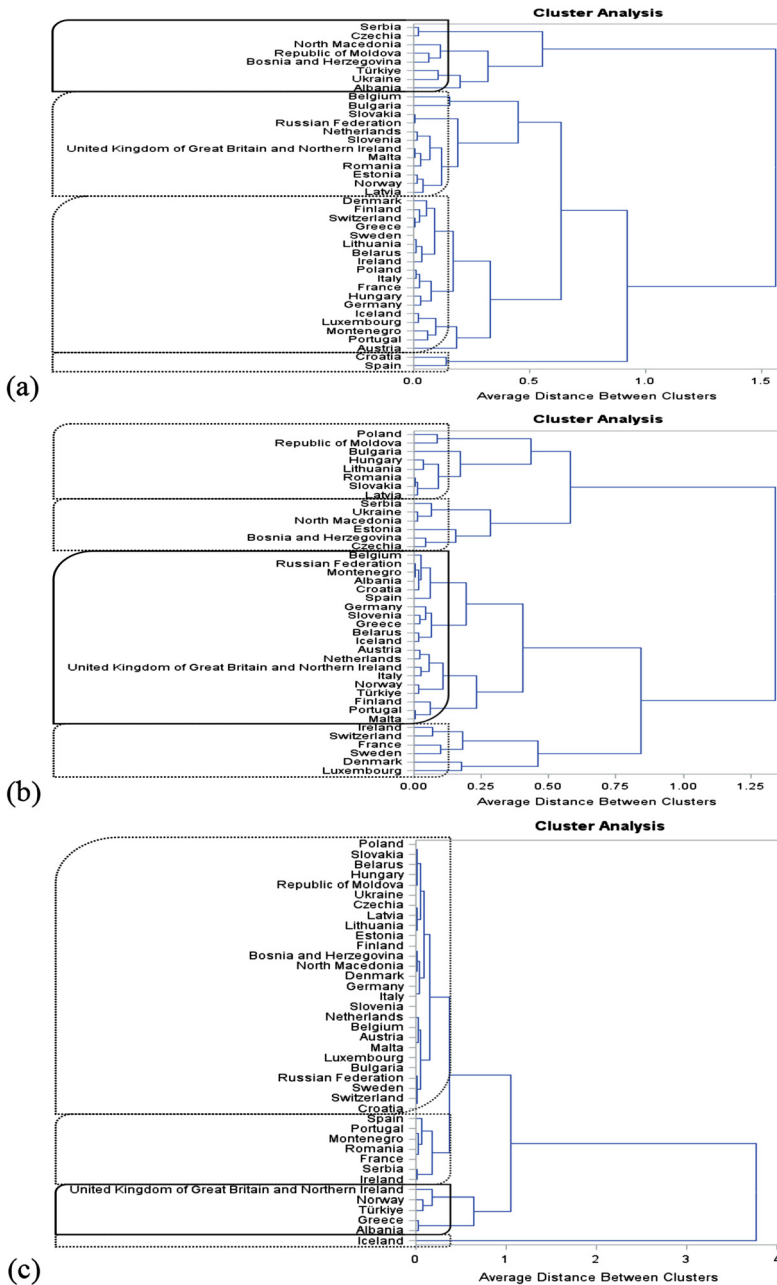 Cluster Analysis
Serbia
Czechia
North Macedonia
Republic of Moldova
Bosnia and Herzegovina
Türkiye
Ukraine
Albania
Belgium
Bulgaria
Slovakia
Russian Federation
Netherlands
Slovenia
United Kingdom of Great Britain and Northern Ireland
Malta
Romania
Estonia
Norway
Latvia
Denmark
Finland
Switzerland
Greece
Sweden
Lithuania
Belarus
Ireland
Poland
Italy
France
Hungary
Germany
Iceland
Luxembourg
Montenegro
Portugal
Austria
Croatia
Spain
(a)
0.0 0.5 1.0 1.5
Average Distance Between Clusters
Cluster Analysis
Poland
Republic of Moldova
Bulgaria
Hungary
Lithuania
Romania
Slovakia
Latvia
Serbia
Ukraine
North Macedonia
Estonia
Bosnia and Herzegovina
Czechia
Belgium
Russian Federation
Montenegro
Albania
Croatia
Spain
Germany
Slovenia
Greece
Belarus
Iceland
Austria
Netherlands
United Kingdom of Great Britain and Northern Ireland
Italy
Norway
Türkiye
Finland
Portugal
Malta
Ireland
Switzerland
France
Sweden
Denmark
Luxembourg
(b)
0.00 0.25 0.50 0.75 1.00 1.25
Average Distance Between Clusters
Cluster Analysis
Poland
Slovakia
Belarus
Hungary
Republic of Moldova
Ukraine
Czechia
Latvia
Lithuania
Estonia
Finland
Bosnia and Herzegovina
North Macedonia
Denmark
Germany
Italy
Slovenia
Netherlands
Belgium
Austria
Malta
Luxembourg
Bulgaria
Russian Federation
Sweden
Switzerland
Croatia
Spain
Portugal
Montenegro
Romania
France
Serbia
Ireland
United Kingdom of Great Britain and Northern Ireland
Norway
Türkiye
Greece
Albania
Iceland
(c)
0 1 2 3 4
Average Distance Between Clusters